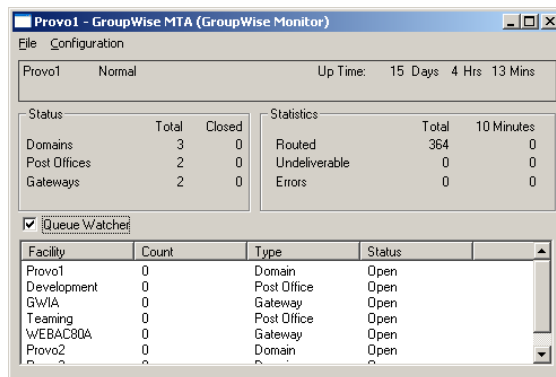 Provo1 - GroupWise MTA (GroupWise Monitor)
File Configuration
Provo1 Normal Up Time: 15 Days 4 Hrs 13 Mins
Status
Total Closed
Domains 3 0
Post Offices 2 0
Gateways 2 0
Statistics
Total 10 Minutes
Routed 364 0
Undeliverable 0 0
Errors 0 0
Queue Watcher
Facility Count Type Status
Provo1 0 Domain Open
Development 0 Post Office Open
GWIA 0 Gateway Open
Teaming 0 Post Office Open
WEBAC80A 0 Gateway Open
Provo2 0 Domain Open